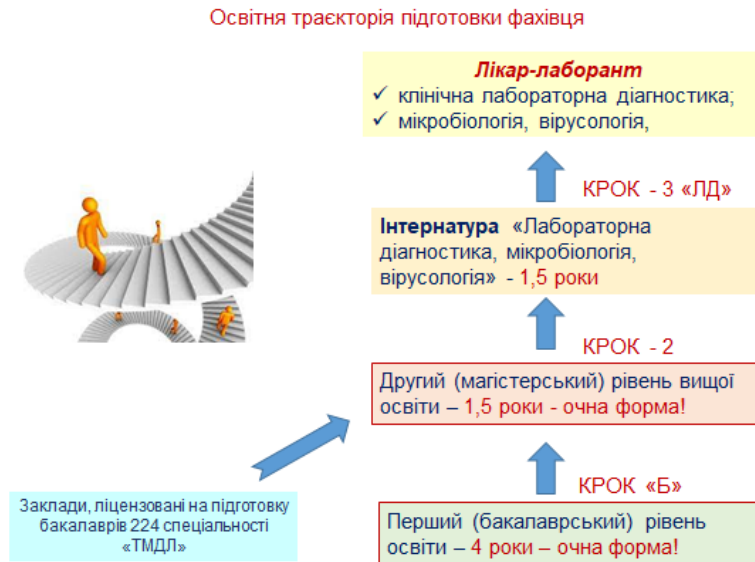 Освітня траєкторія підготовки фахівця
Лікар-лаборант
✓ клінічна лабораторна діагностика;
✓ мікробіологія, вірусологія,
КРОК - 3 «ЛД»
Інтернатура «Лабораторна
діагностика, мікробіологія,
вірусологія» - 1,5 роки
КРОК - 2
Другий (магістерський) рівень вищої
освіти – 1,5 роки - очна форма!
КРОК «Б»
Заклади, ліцензовані на підготовку
бакалаврів 224 спеціальності
«ТМДЛ»
Перший (бакалаврський) рівень
освіти – 4 роки – очна форма!